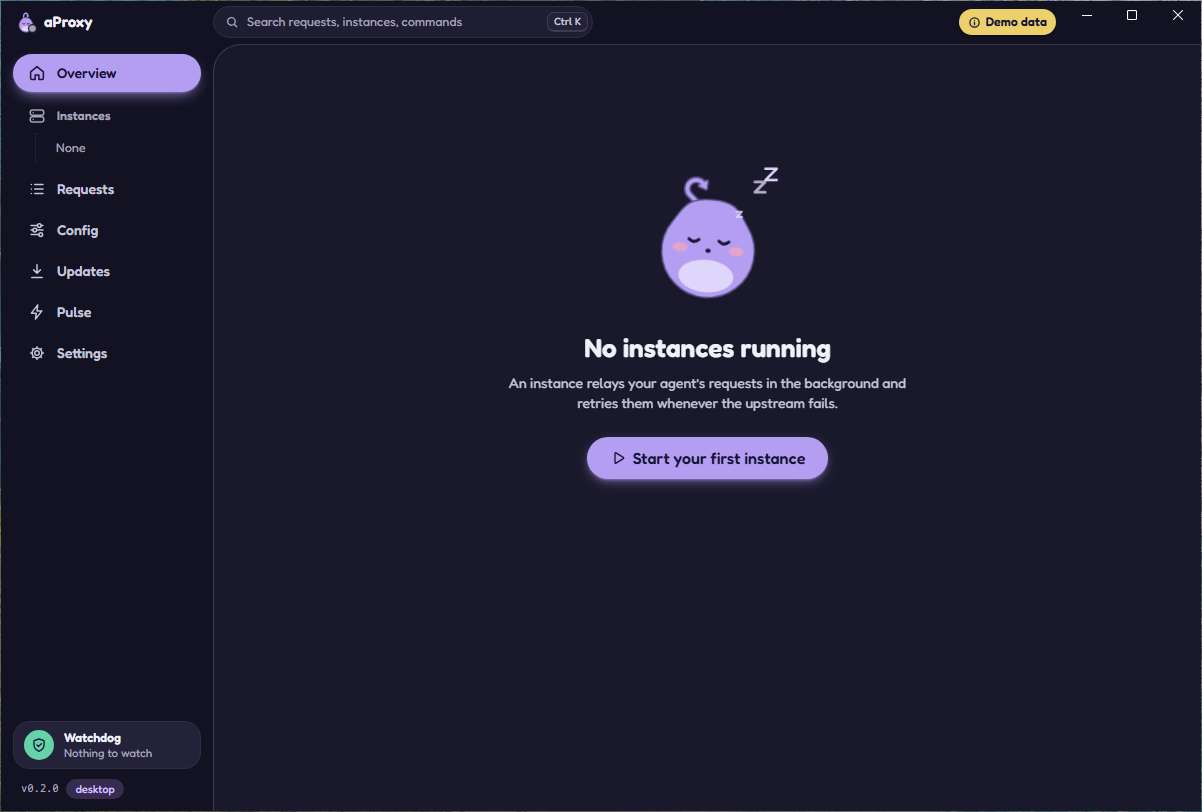 aProxy
Search requests, instances, commands
Ctrl K
Demo data
Overview
Instances
None
Requests
Config
Updates
Pulse
Settings
z
z
z
No instances running
An instance relays your agent's requests in the background and
retries them whenever the upstream fails.
Start your first instance
Watchdog
Nothing to watch
v0.2.0
desktop